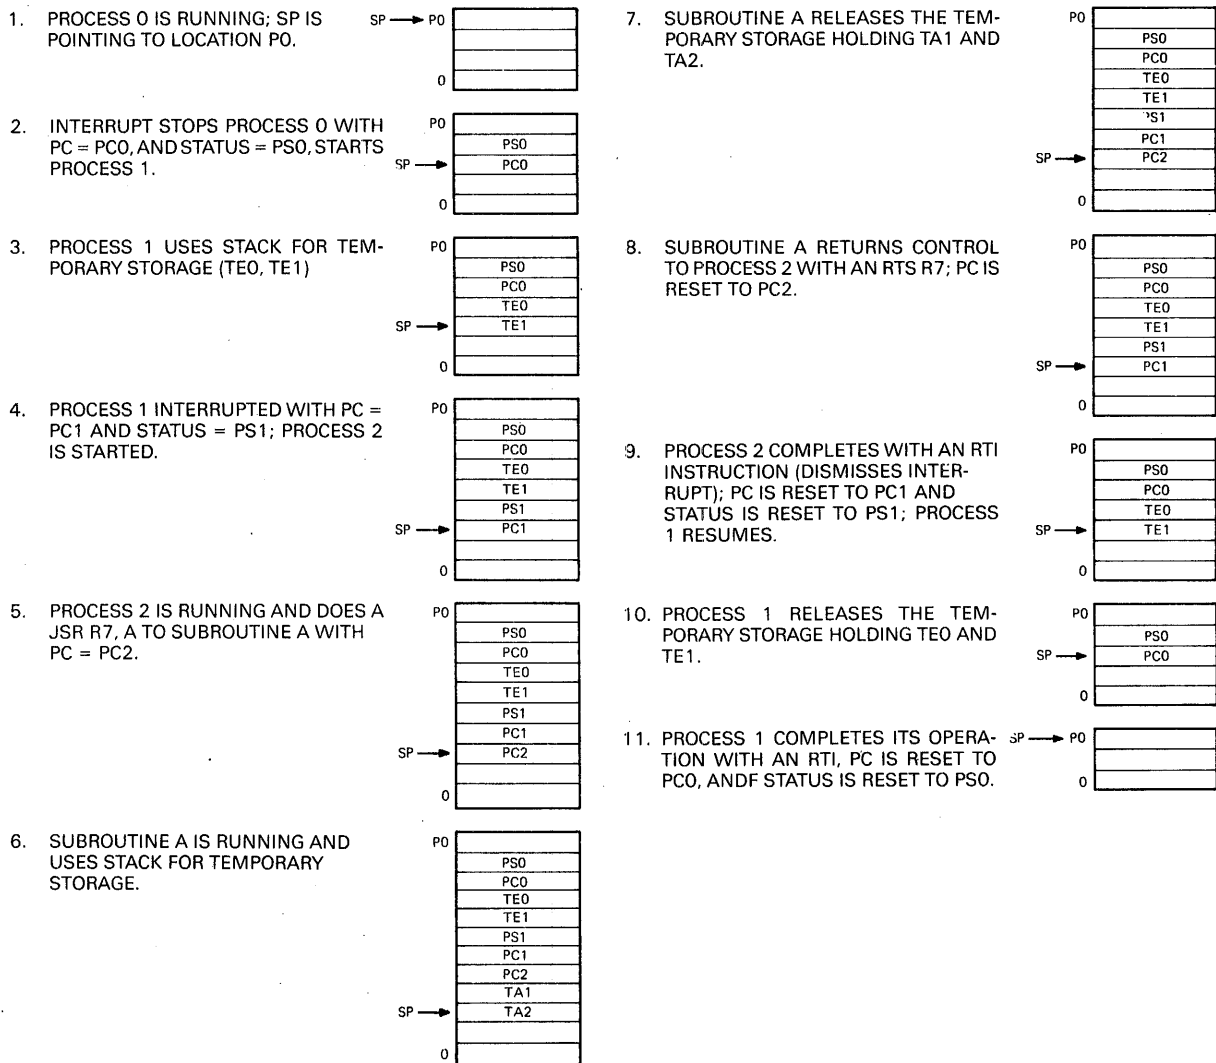 1. PROCESS 0 IS RUNNING; SP IS
POINTING TO LOCATION P0.
SP P0
0
2. INTERRUPT STOPS PROCESS 0 WITH
PC = PC0, AND STATUS = PS0, STARTS
PROCESS 1.
P0
PS0
SP PC0
0
3. PROCESS 1 USES STACK FOR TEM-
PORARY STORAGE (TE0, TE1)
P0
PS0
PC0
TE0
SP TE1
0
4. PROCESS 1 INTERRUPTED WITH PC =
PC1 AND STATUS = PS1; PROCESS 2
IS STARTED.
P0
PS0
PC0
TE0
TE1
PS1
SP PC1
0
5. PROCESS 2 IS RUNNING AND DOES A
JSR R7, A TO SUBROUTINE A WITH
PC = PC2.
P0
PS0
PC0
TE0
TE1
PS1
PC1
SP PC2
0
6. SUBROUTINE A IS RUNNING AND
USES STACK FOR TEMPORARY
STORAGE.
P0
PS0
PC0
TE0
TE1
PS1
PC1
PC2
TA1
SP TA2
0
7. SUBROUTINE A RELEASES THE TEM-
PORARY STORAGE HOLDING TA1 AND
TA2.
P0
PS0
PC0
TE0
TE1
PS1
PC1
SP PC2
0
8. SUBROUTINE A RETURNS CONTROL
TO PROCESS 2 WITH AN RTS R7; PC IS
RESET TO PC2.
P0
PS0
PC0
TE0
TE1
PS1
SP PC1
0
9. PROCESS 2 COMPLETES WITH AN RTI
INSTRUCTION (DISMISSES INTER-
RUPT); PC IS RESET TO PC1 AND
STATUS IS RESET TO PS1; PROCESS
1 RESUMES.
P0
PS0
PC0
TE0
SP TE1
0
10. PROCESS 1 RELEASES THE TEM-
PORARY STORAGE HOLDING TE0 AND
TE1.
P0
PS0
SP PC0
0
11. PROCESS 1 COMPLETES ITS OPERA-
TION WITH AN RTI, PC IS RESET TO
PC0, ANDF STATUS IS RESET TO PS0.
SP P0
0